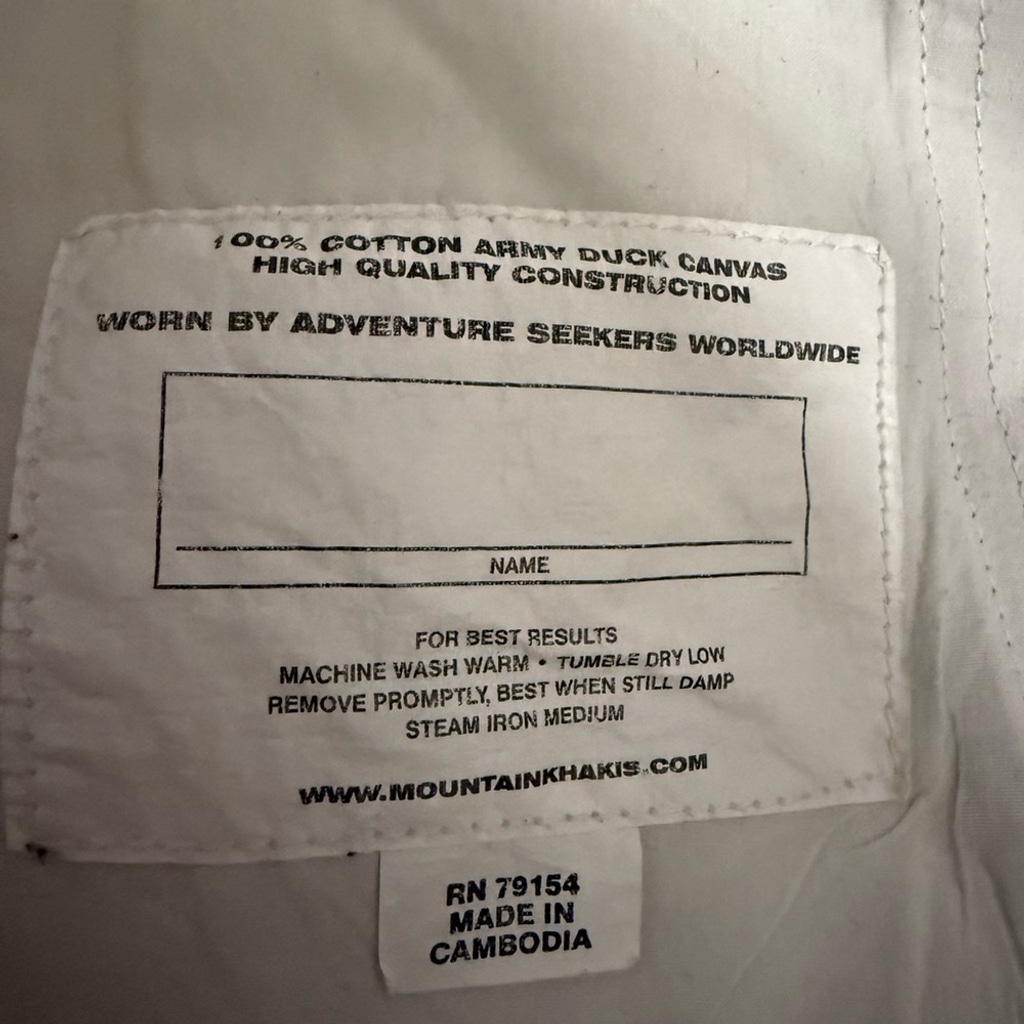 100% COTTON ARMY DUCK CANVAS
HIGH QUALITY CONSTRUCTION
WORN BY ADVENTURE SEEKERS WORLDWIDE
NAME
FOR BEST RESULTS
MACHINE WASH WARM • TUMBLE DRY LOW
REMOVE PROMPTLY, BEST WHEN STILL DAMP
STEAM IRON MEDIUM
WWW.MOUNTAINKHAKIS.COM
RN 79154
MADE IN
CAMBODIA